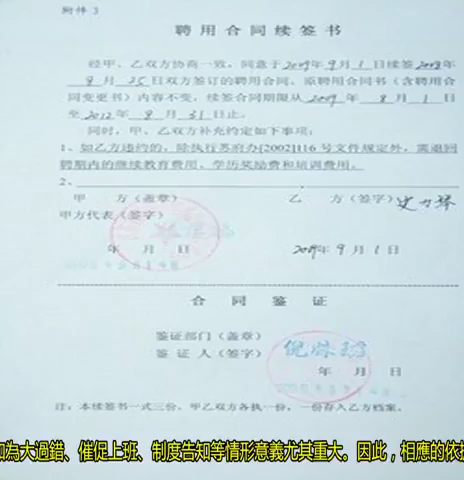 附件 3
聘用合同续签书
经甲、乙双方协商一致，同意于2009年9月1日续签2008年
8月25日双方签订的聘用合同。原聘用合同书（含聘用合
同变更书）内容不变，续签合同期限从2009年8月1日
至2012年8月31日止。
同时，甲、乙双方补充约定如下事项：
1、如乙方违约的，除执行苏府办[2002]116号文件规定外，需退回
聘期内的继续教育费用、学历奖励费和培训费用。
2、
甲 方（盖章） 乙 方（签字）
甲方代表（签字）
年 月 日 2009年9月1日
合 同 鉴 证
鉴证部门（盖章）
鉴 证 人（签字）
年 月 日
注：本续签书一式三份，甲乙双方各执一份，一份存入乙方档案。
為大過錯、催促上班、制度告知等情形意義尤其重大。因此，相應的依